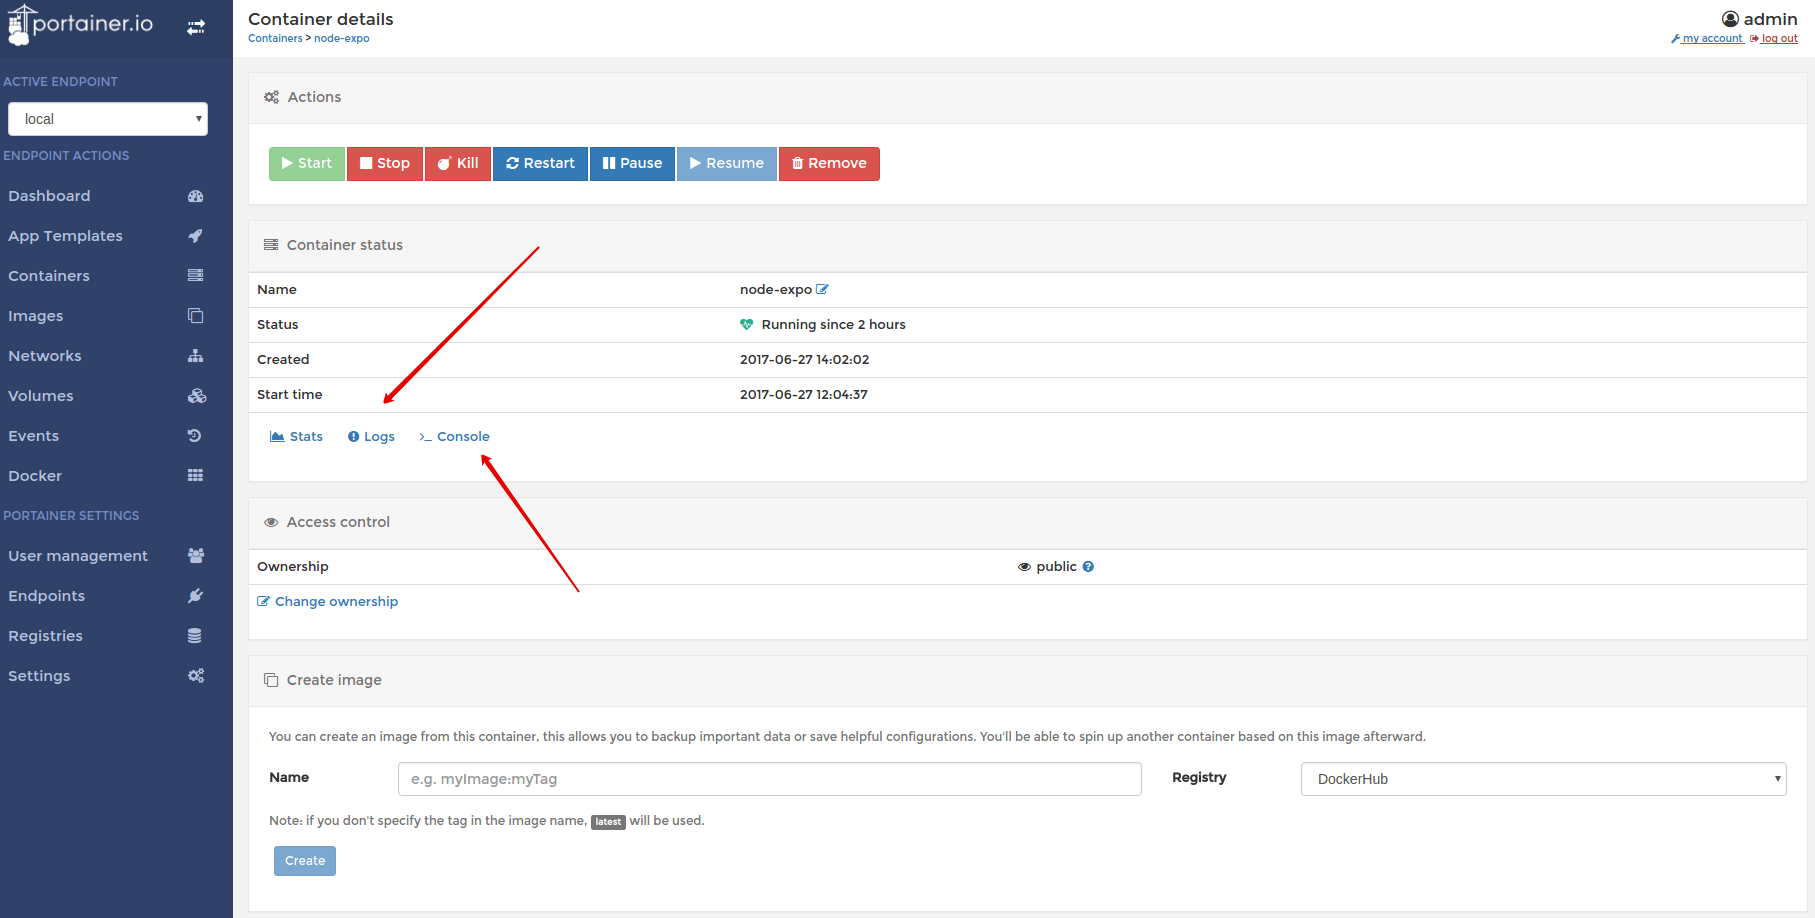 portainer.io
ACTIVE ENDPOINT
local
ENDPOINT ACTIONS
Dashboard
App Templates
Containers
Images
Networks
Volumes
Events
Docker
PORTAINER SETTINGS
User management
Endpoints
Registries
Settings
Container details
Containers > node-expo
admin
my account log out
Actions
Start Stop Kill Restart Pause Resume Remove
Container status
Name node-expo
Status Running since 2 hours
Created 2017-06-27 14:02:02
Start time 2017-06-27 12:04:37
Stats Logs >_ Console
Access control
Ownership public
Change ownership
Create image
You can create an image from this container, this allows you to backup important data or save helpful configurations. You'll be able to spin up another container based on this image afterward.
Name e.g. myImage:myTag Registry DockerHub
Note: if you don't specify the tag in the image name, latest will be used.
Create